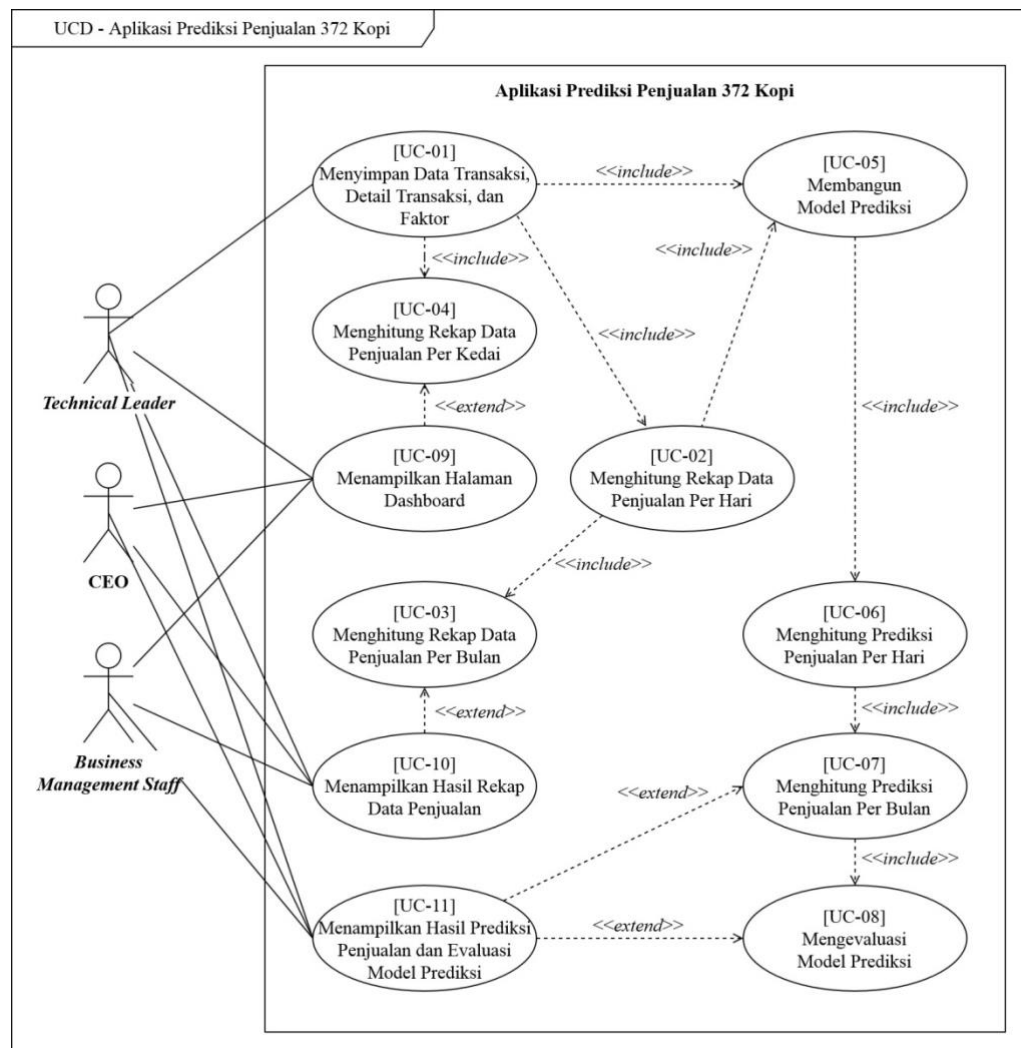 UCD - Aplikasi Prediksi Penjualan 372 Kopi
Aplikasi Prediksi Penjualan 372 Kopi
[UC-01]
Menyimpan Data Transaksi,
Detail Transaksi, dan
Faktor
<<include>>
[UC-05]
Membangun
Model Prediksi
<<include>>
<<include>>
[UC-04]
Menghitung Rekap Data
Penjualan Per Kedai
<<include>>
Technical Leader
<<extend>>
<<include>>
[UC-09]
Menampilkan Halaman
Dashboard
[UC-02]
Menghitung Rekap Data
Penjualan Per Hari
CEO
<<include>>
[UC-03]
Menghitung Rekap Data
Penjualan Per Bulan
[UC-06]
Menghitung Prediksi
Penjualan Per Hari
<<extend>>
<<include>>
Business
Management Staff
[UC-10]
Menampilkan Hasil Rekap
Data Penjualan
<<extend>>
[UC-07]
Menghitung Prediksi
Penjualan Per Bulan
<<include>>
[UC-11]
Menampilkan Hasil Prediksi
Penjualan dan Evaluasi
Model Prediksi
<<extend>>
[UC-08]
Mengevaluasi
Model Prediksi